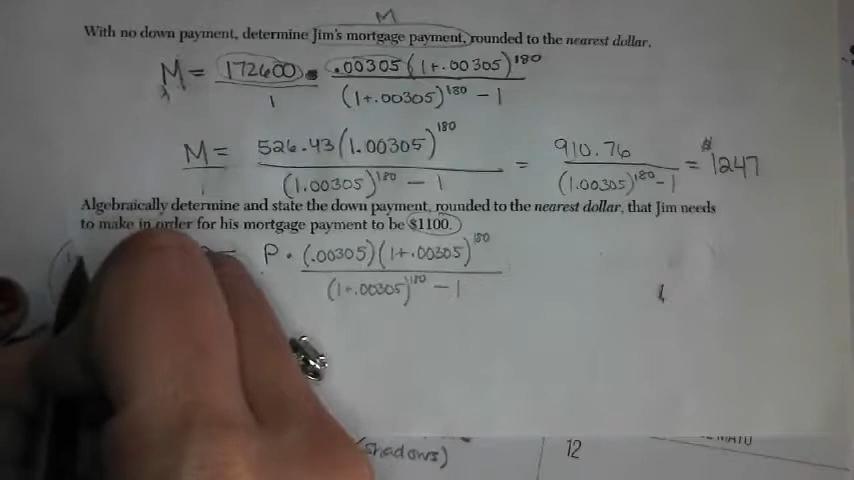 M
With no down payment, determine Jim's mortgage payment, rounded to the nearest dollar.
M = 172600 • .00305(1+.00305)^180
1 (1+.00305)^180 - 1
M = 526.43(1.00305)^180 = 910.76 = $1247
1 (1.00305)^180 - 1 (1.00305)^180 - 1
Algebraically determine and state the down payment, rounded to the nearest dollar, that Jim needs
to make in order for his mortgage payment to be $1100.
P • (.00305)(1+.00305)^180
(1+.00305)^180 - 1
(shadows)
12